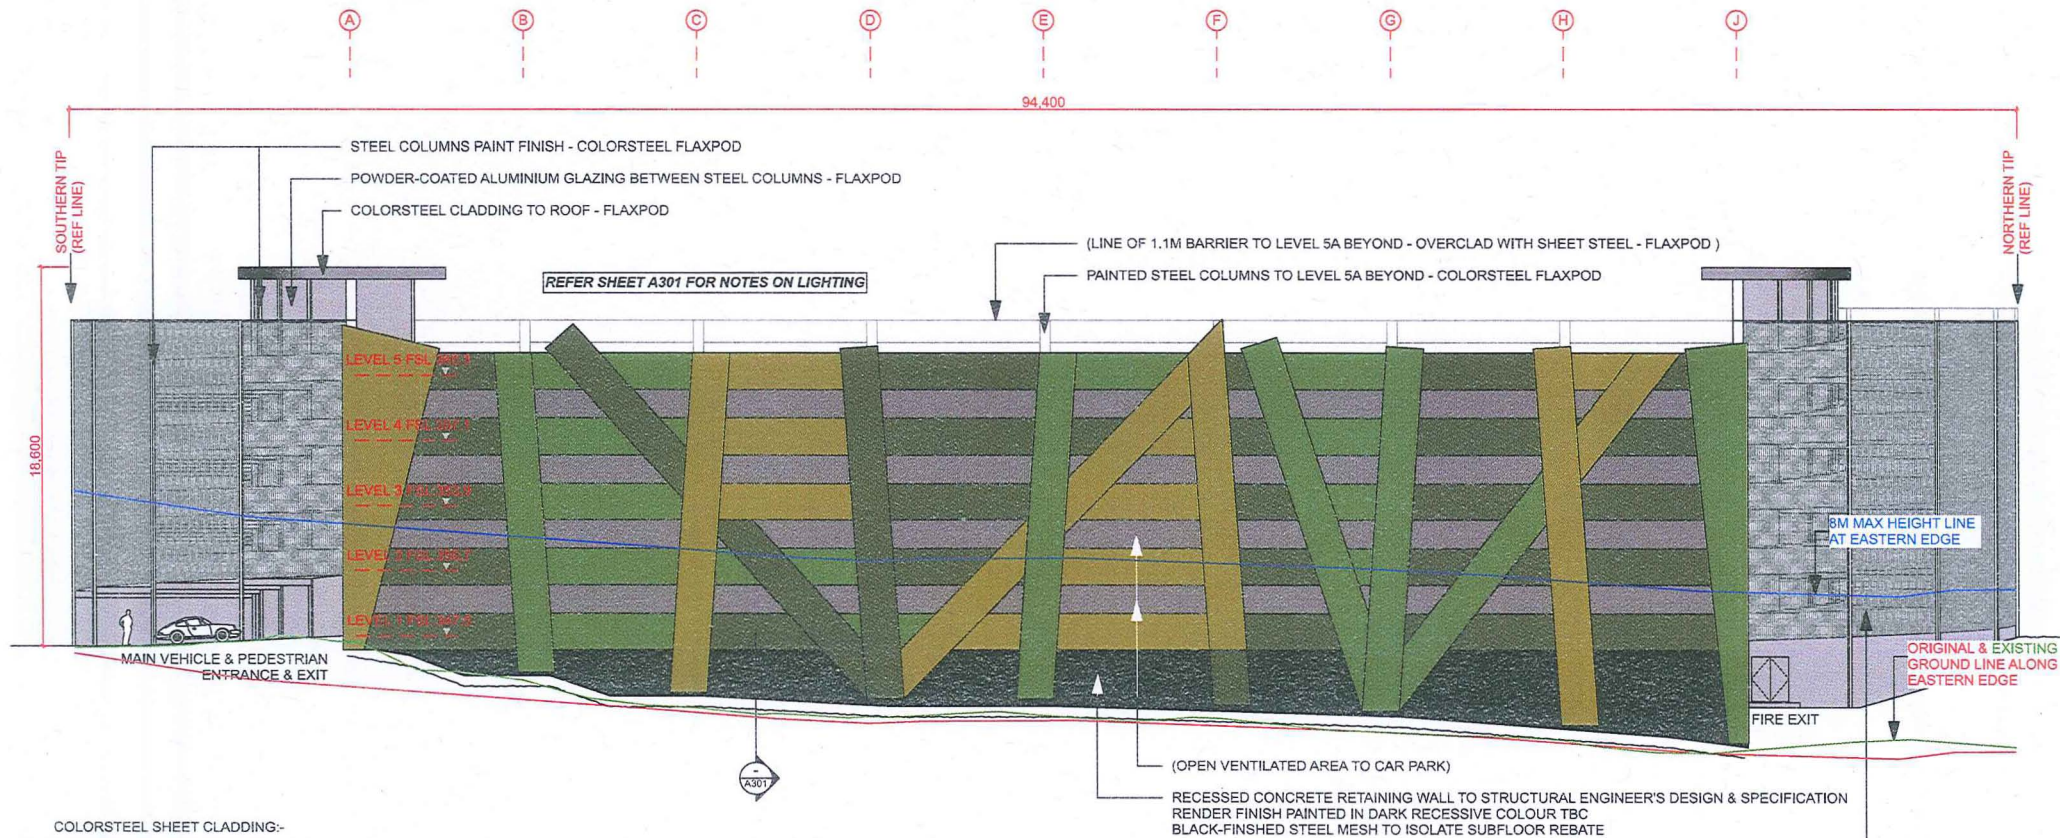 A B C D E F G H J
94,400
SOUTHERN TIP
(REF LINE)
NORTHERN TIP
(REF LINE)
STEEL COLUMNS PAINT FINISH - COLORSTEEL FLAXPOD
POWDER-COATED ALUMINIUM GLAZING BETWEEN STEEL COLUMNS - FLAXPOD
COLORSTEEL CLADDING TO ROOF - FLAXPOD
(LINE OF 1.1M BARRIER TO LEVEL 5A BEYOND - OVERCLAD WITH SHEET STEEL - FLAXPOD )
PAINTED STEEL COLUMNS TO LEVEL 5A BEYOND - COLORSTEEL FLAXPOD
REFER SHEET A301 FOR NOTES ON LIGHTING
18,600
LEVEL 5 FSL
LEVEL 4 FSL
LEVEL 3 FSL
LEVEL FSL
LEVEL FSL
8M MAX HEIGHT LINE
AT EASTERN EDGE
MAIN VEHICLE & PEDESTRIAN
ENTRANCE & EXIT
ORIGINAL & EXISTING
GROUND LINE ALONG
EASTERN EDGE
FIRE EXIT
-
A301
(OPEN VENTILATED AREA TO CAR PARK)
RECESSED CONCRETE RETAINING WALL TO STRUCTURAL ENGINEER'S DESIGN & SPECIFICATION
RENDER FINISH PAINTED IN DARK RECESSIVE COLOUR TBC
BLACK-FINSHED STEEL MESH TO ISOLATE SUBFLOOR REBATE
COLORSTEEL SHEET CLADDING:-